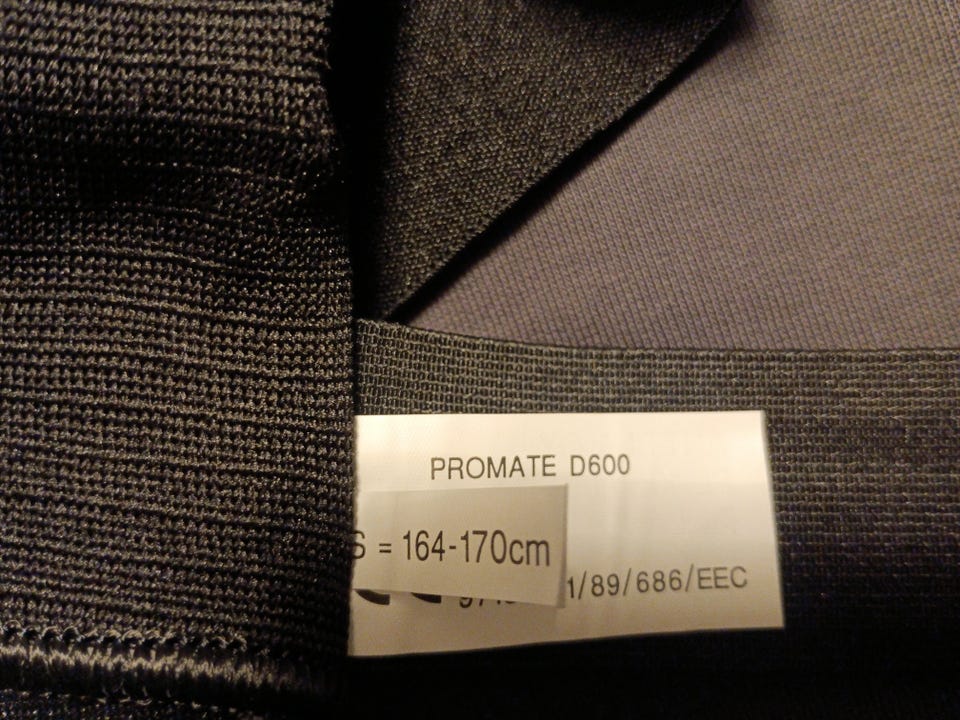 PROMATE D600
S = 164-170cm
1/89/686/EEC